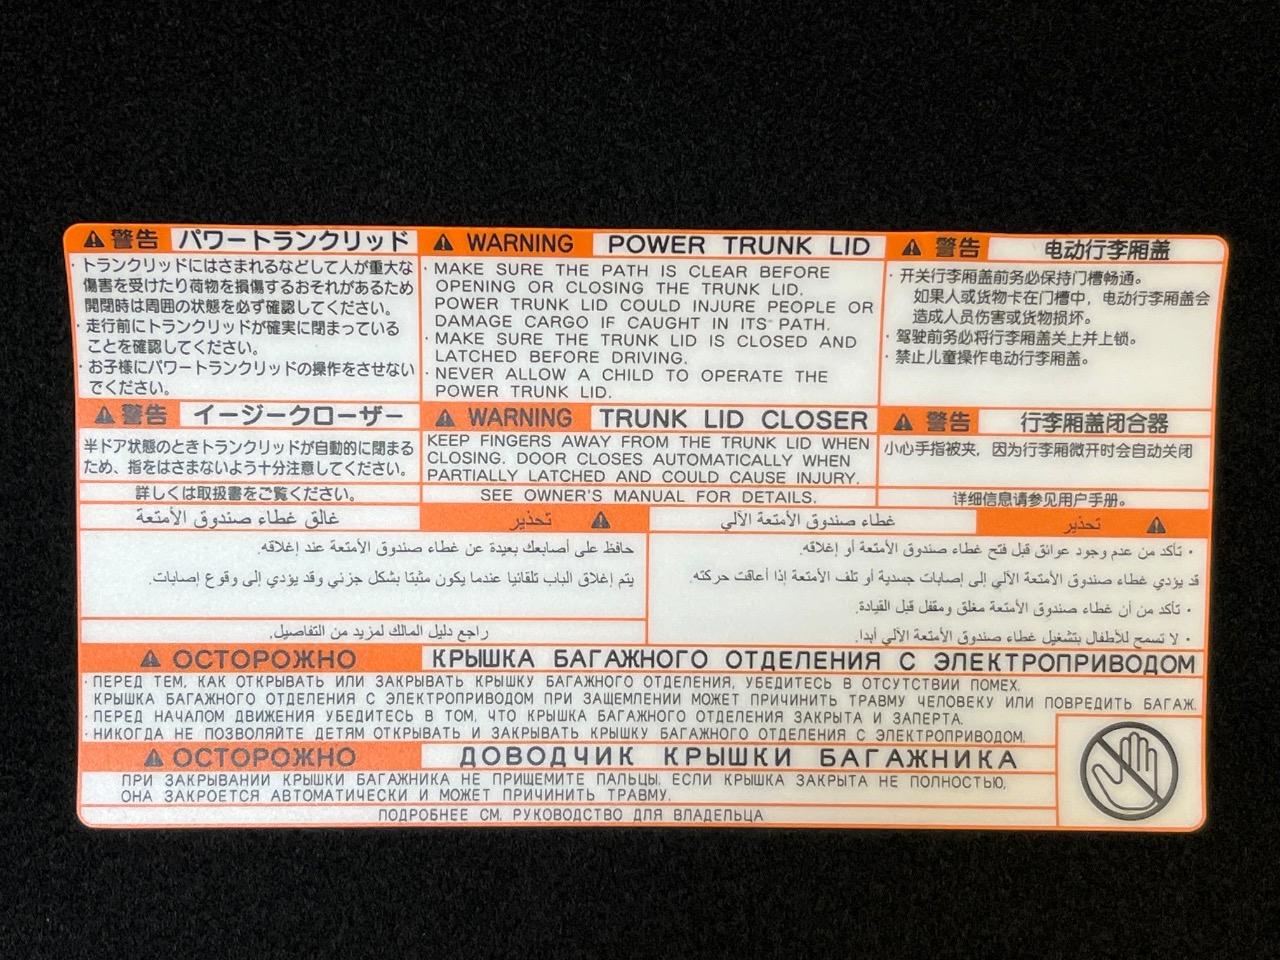 警告 パワートランクリッド
・トランクリッドにはさまれるなどして人が重大な
傷害を受けたり荷物を損傷するおそれがあるため
開閉時は周囲の状態を必ず確認してください。
・走行前にトランクリッドが確実に閉まっている
ことを確認してください。
・お子様にパワートランクリッドの操作をさせない
でください。
警告 イージークローザー
半ドア状態のときトランクリッドが自動的に閉まる
ため、指をはさまないよう十分注意してください。
詳しくは取扱書をご覧ください。
WARNING POWER TRUNK LID
・MAKE SURE THE PATH IS CLEAR BEFORE
OPENING OR CLOSING THE TRUNK LID.
POWER TRUNK LID COULD INJURE PEOPLE OR
DAMAGE CARGO IF CAUGHT IN ITS PATH.
・MAKE SURE THE TRUNK LID IS CLOSED AND
LATCHED BEFORE DRIVING.
・NEVER ALLOW A CHILD TO OPERATE THE
POWER TRUNK LID.
WARNING TRUNK LID CLOSER
KEEP FINGERS AWAY FROM THE TRUNK LID WHEN
CLOSING. DOOR CLOSES AUTOMATICALLY WHEN
PARTIALLY LATCHED AND COULD CAUSE INJURY.
SEE OWNER'S MANUAL FOR DETAILS.
警告 电动行李厢盖
・开关行李厢盖前务必保持门槽畅通。
如果人或货物卡在门槽中，电动行李厢盖会
造成人员伤害或货物损坏。
・驾驶前务必将行李厢盖关上并上锁。
・禁止儿童操作电动行李厢盖。
警告 行李厢盖闭合器
小心手指被夹，因为行李厢微开时会自动关闭
详细信息请参见用户手册。
تحذير غطاء صندوق الأمتعة الآلي
・تأكد من عدم وجود عوائق قبل فتح غطاء صندوق الأمتعة أو إغلاقه.
قد يؤدي غطاء صندوق الأمتعة الآلي إلى إصابات جسدية أو تلف الأمتعة إذا أعاقت حركته.
・تأكد من أن غطاء صندوق الأمتعة مغلق ومقفل قبل القيادة.
・لا تسمح للأطفال بتشغيل غطاء صندوق الأمتعة الآلي أبدا.
تحذير غالق غطاء صندوق الأمتعة
حافظ على أصابعك بعيدة عن غطاء صندوق الأمتعة عند إغلاقه.
يتم إغلاق الباب تلقائيا عندما يكون مثبتا بشكل جزئي وقد يؤدي إلى وقوع إصابات.
راجع دليل المالك لمزيد من التفاصيل.
ОСТОРОЖНО КРЫШКА БАГАЖНОГО ОТДЕЛЕНИЯ С ЭЛЕКТРОПРИВОДОМ
・ПЕРЕД ТЕМ, КАК ОТКРЫВАТЬ ИЛИ ЗАКРЫВАТЬ КРЫШКУ БАГАЖНОГО ОТДЕЛЕНИЯ, УБЕДИТЕСЬ В ОТСУТСТВИИ ПОМЕХ.
КРЫШКА БАГАЖНОГО ОТДЕЛЕНИЯ С ЭЛЕКТРОПРИВОДОМ ПРИ ЗАЩЕМЛЕНИИ МОЖЕТ ПРИЧИНИТЬ ТРАВМУ ЧЕЛОВЕКУ ИЛИ ПОВРЕДИТЬ БАГАЖ.
・ПЕРЕД НАЧАЛОМ ДВИЖЕНИЯ УБЕДИТЕСЬ В ТОМ, ЧТО КРЫШКА БАГАЖНОГО ОТДЕЛЕНИЯ ЗАКРЫТА И ЗАПЕРТА.
・НИКОГДА НЕ ПОЗВОЛЯЙТЕ ДЕТЯМ ОТКРЫВАТЬ И ЗАКРЫВАТЬ КРЫШКУ БАГАЖНОГО ОТДЕЛЕНИЯ С ЭЛЕКТРОПРИВОДОМ.
ОСТОРОЖНО ДОВОДЧИК КРЫШКИ БАГАЖНИКА
ПРИ ЗАКРЫВАНИИ КРЫШКИ БАГАЖНИКА НЕ ПРИЩЕМИТЕ ПАЛЬЦЫ. ЕСЛИ КРЫШКА ЗАКРЫТА НЕ ПОЛНОСТЬЮ,
ОНА ЗАКРОЕТСЯ АВТОМАТИЧЕСКИ И МОЖЕТ ПРИЧИНИТЬ ТРАВМУ.
ПОДРОБНЕЕ СМ. РУКОВОДСТВО ДЛЯ ВЛАДЕЛЬЦА